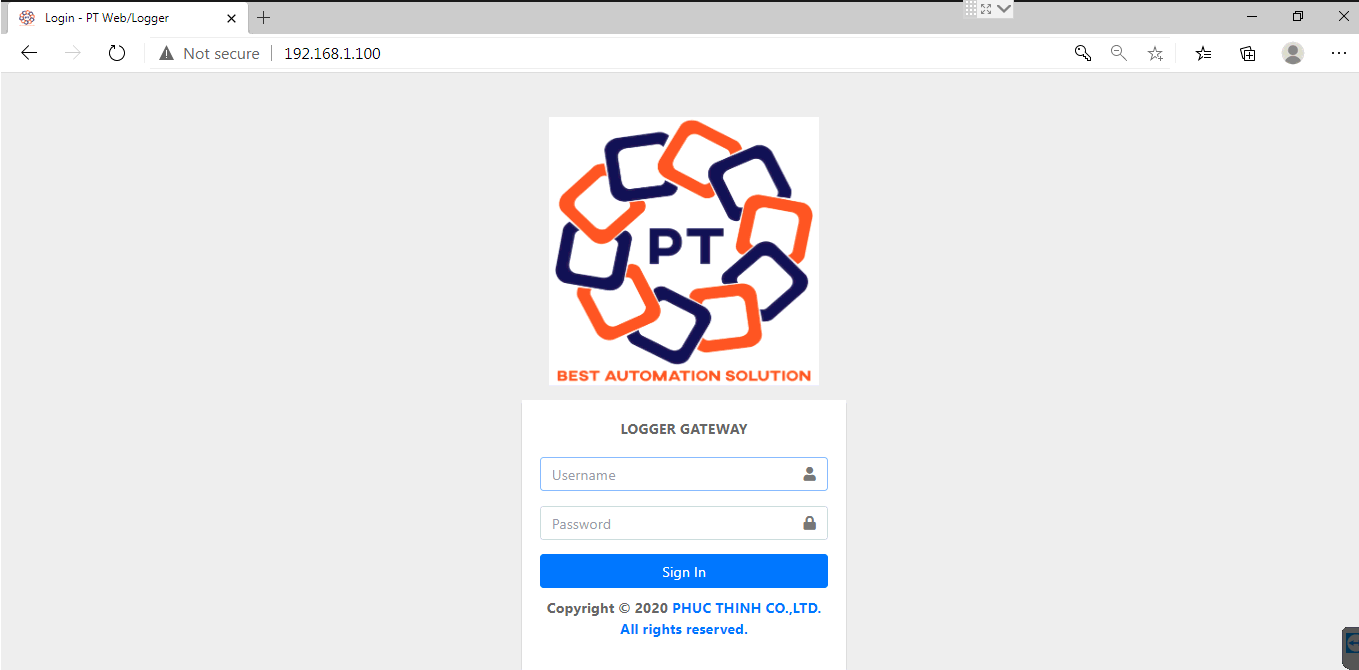 Login - PT Web/Logger
Not secure
192.168.1.100
PT
BEST AUTOMATION SOLUTION
LOGGER GATEWAY
Username
Password
Sign In
Copyright © 2020 PHUC THINH CO.,LTD.
All rights reserved.